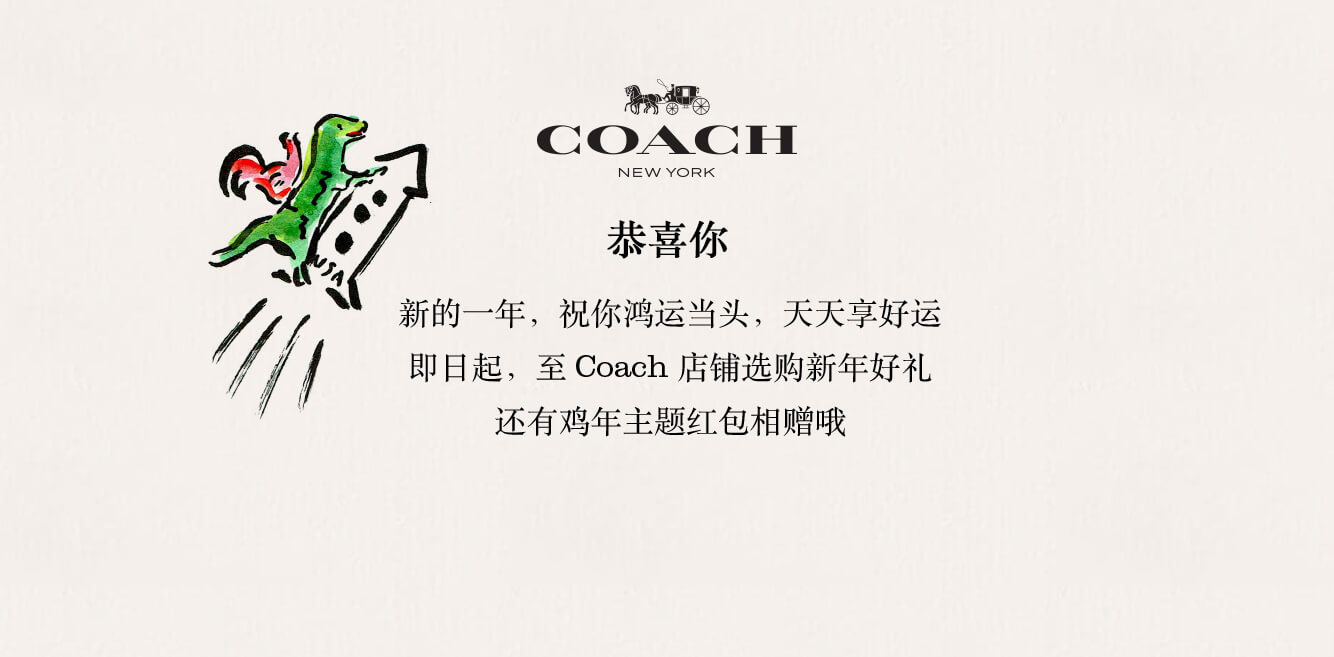 COACH
NEW YORK
恭喜你
新的一年，祝你鸿运当头，天天享好运
即日起，至 Coach 店铺选购新年好礼
还有鸡年主题红包相赠哦
USA